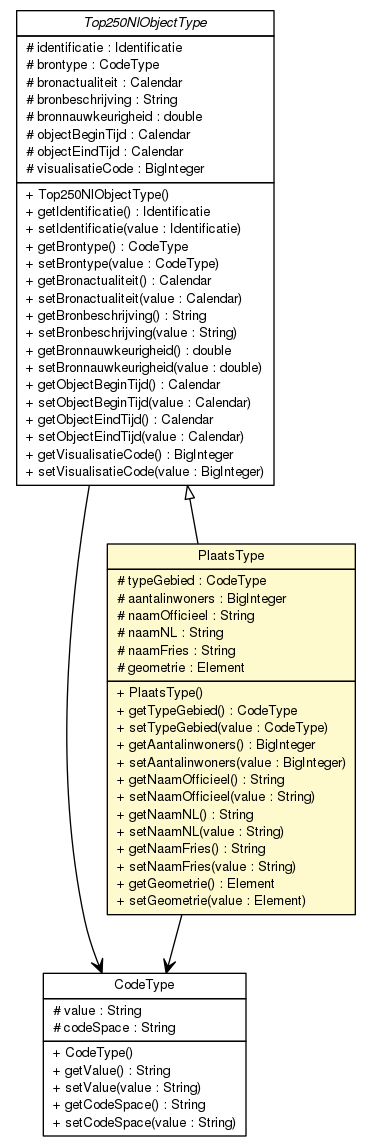 Top250NlObjectType
# identificatie : Identificatie
# brontype : CodeType
# bronactualiteit : Calendar
# bronbeschrijving : String
# bronnauwkeurigheid : double
# objectBeginTijd : Calendar
# objectEindTijd : Calendar
# visualisatieCode : BigInteger
+ Top250NlObjectType()
+ getIdentificatie() : Identificatie
+ setIdentificatie(value : Identificatie)
+ getBrontype() : CodeType
+ setBrontype(value : CodeType)
+ getBronactualiteit() : Calendar
+ setBronactualiteit(value : Calendar)
+ getBronbeschrijving() : String
+ setBronbeschrijving(value : String)
+ getBronnauwkeurigheid() : double
+ setBronnauwkeurigheid(value : double)
+ getObjectBeginTijd() : Calendar
+ setObjectBeginTijd(value : Calendar)
+ getObjectEindTijd() : Calendar
+ setObjectEindTijd(value : Calendar)
+ getVisualisatieCode() : BigInteger
+ setVisualisatieCode(value : BigInteger)
PlaatsType
# typeGebied : CodeType
# aantalinwoners : BigInteger
# naamOfficieel : String
# naamNL : String
# naamFries : String
# geometrie : Element
+ PlaatsType()
+ getTypeGebied() : CodeType
+ setTypeGebied(value : CodeType)
+ getAantalinwoners() : BigInteger
+ setAantalinwoners(value : BigInteger)
+ getNaamOfficieel() : String
+ setNaamOfficieel(value : String)
+ getNaamNL() : String
+ setNaamNL(value : String)
+ getNaamFries() : String
+ setNaamFries(value : String)
+ getGeometrie() : Element
+ setGeometrie(value : Element)
CodeType
# value : String
# codeSpace : String
+ CodeType()
+ getValue() : String
+ setValue(value : String)
+ getCodeSpace() : String
+ setCodeSpace(value : String)